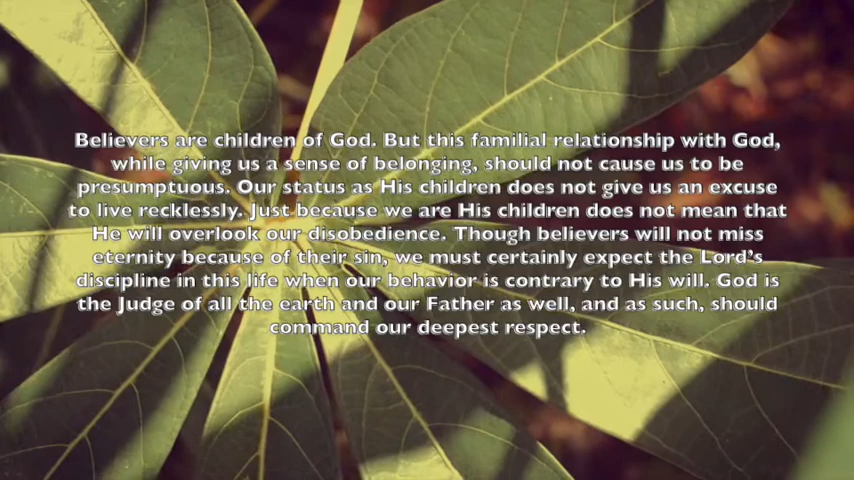 Believers are children of God. But this familial relationship with God,
while giving us a sense of belonging, should not cause us to be
presumptuous. Our status as His children does not give us an excuse
to live recklessly. Just because we are His children does not mean that
He will overlook our disobedience. Though believers will not miss
eternity because of their sin, we must certainly expect the Lord's
discipline in this life when our behavior is contrary to His will. God is
the Judge of all the earth and our Father as well, and as such, should
command our deepest respect.